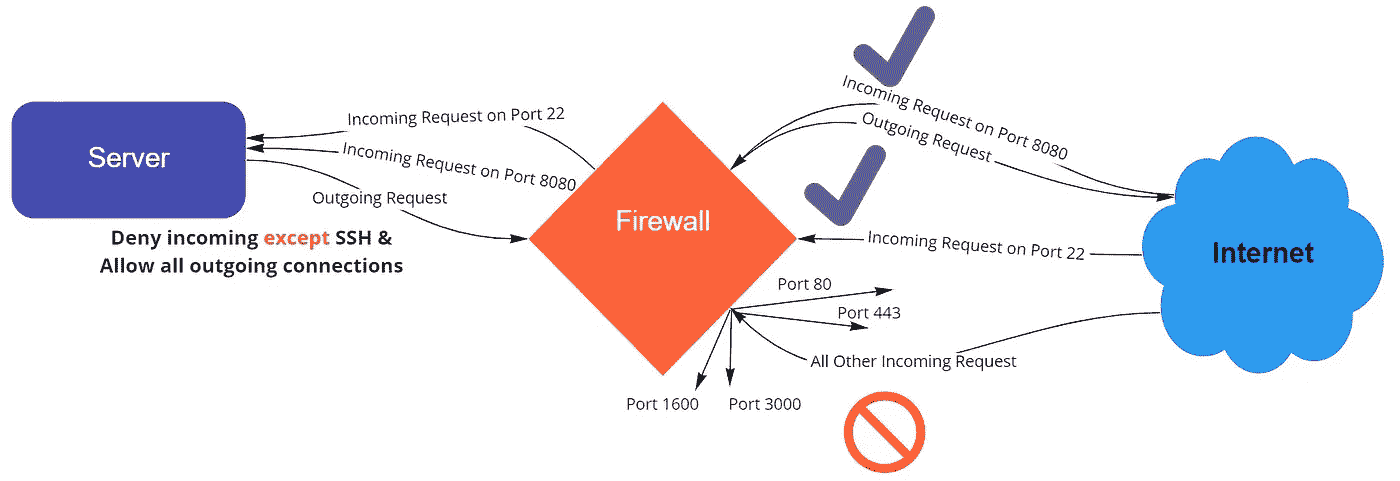 Incoming Request on Port 22
Incoming Request on Port 8080
Outgoing Request
Server
Deny incoming except SSH &
Allow all outgoing connections
Firewall
Incoming Request on Port 8080
Outgoing Request
Incoming Request on Port 22
Internet
Port 80
Port 443
All Other Incoming Request
Port 1600
Port 3000